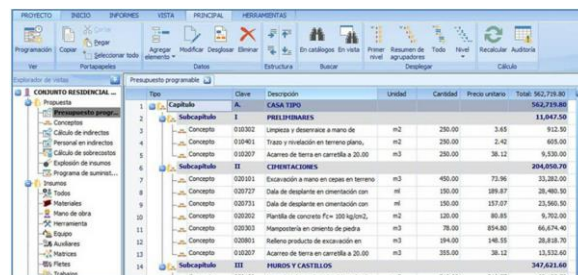 PROYECTO INICIO INFORMES VISTA PRINCIPAL HERRAMIENTAS
Programación Copiar Cortar Pegar Seleccionar todo Agregar elemento Modificar Desglosar Eliminar En catálogos En vista Primer nivel Resumen de agrupadores Todo Nivel Recalcular Auditoría
Ver Portapapeles Datos Estructura Buscar Desplegar Cálculo
Explorador de vistas Presupuesto programable
CONJUNTO RESIDENCIAL ...
Propuesta
Presupuesto progr...
Conceptos
Cálculo de indirectos
Personal en indirectos
Cálculo de sobrecostos
Explosión de insumos
Programa de suminist...
Insumos
Todos
Materiales
Mano de obra
Herramienta
Equipo
Auxiliares
Matrices
Fletes
Trabajos
Tipo Clave Descripción Unidad Cantidad Precio unitario Total: 562,719.80
1 Capítulo A. CASA TIPO 562,719.80
2 Subcapítulo I PRELIMINARES 11,047.50
3 Concepto 010302 Limpieza y desenraice a mano de m2 250.00 3.65 912.50
4 Concepto 010401 Trazo y nivelación en terreno plano, m2 250.00 2.42 605.00
5 Concepto 010207 Acarreo de tierra en carretilla a 20.00 m3 250.00 38.12 9,530.00
6 Subcapítulo II CIMENTACIONES 204,050.70
7 Concepto 020101 Excavación a mano en cepas en terreno m3 450.00 73.96 33,282.00
8 Concepto 020727 Dala de desplante en cimentación con ml 150.00 189.87 28,480.50
9 Concepto 020731 Dala de desplante en cimentación con ml 150.00 157.07 23,560.50
10 Concepto 020202 Plantilla de concreto f'c= 100 kg/cm2, m2 120.00 80.85 9,702.00
11 Concepto 020303 Mampostería en cimiento de piedra m3 78.00 854.80 66,674.40
12 Concepto 020801 Relleno producto de excavación en m3 194.00 148.55 28,818.70
13 Concepto 010207 Acarreo de tierra en carretilla a 20.00 m3 355.00 38.12 13,532.60
14 Subcapítulo III MUROS Y CASTILLOS 347,621.60